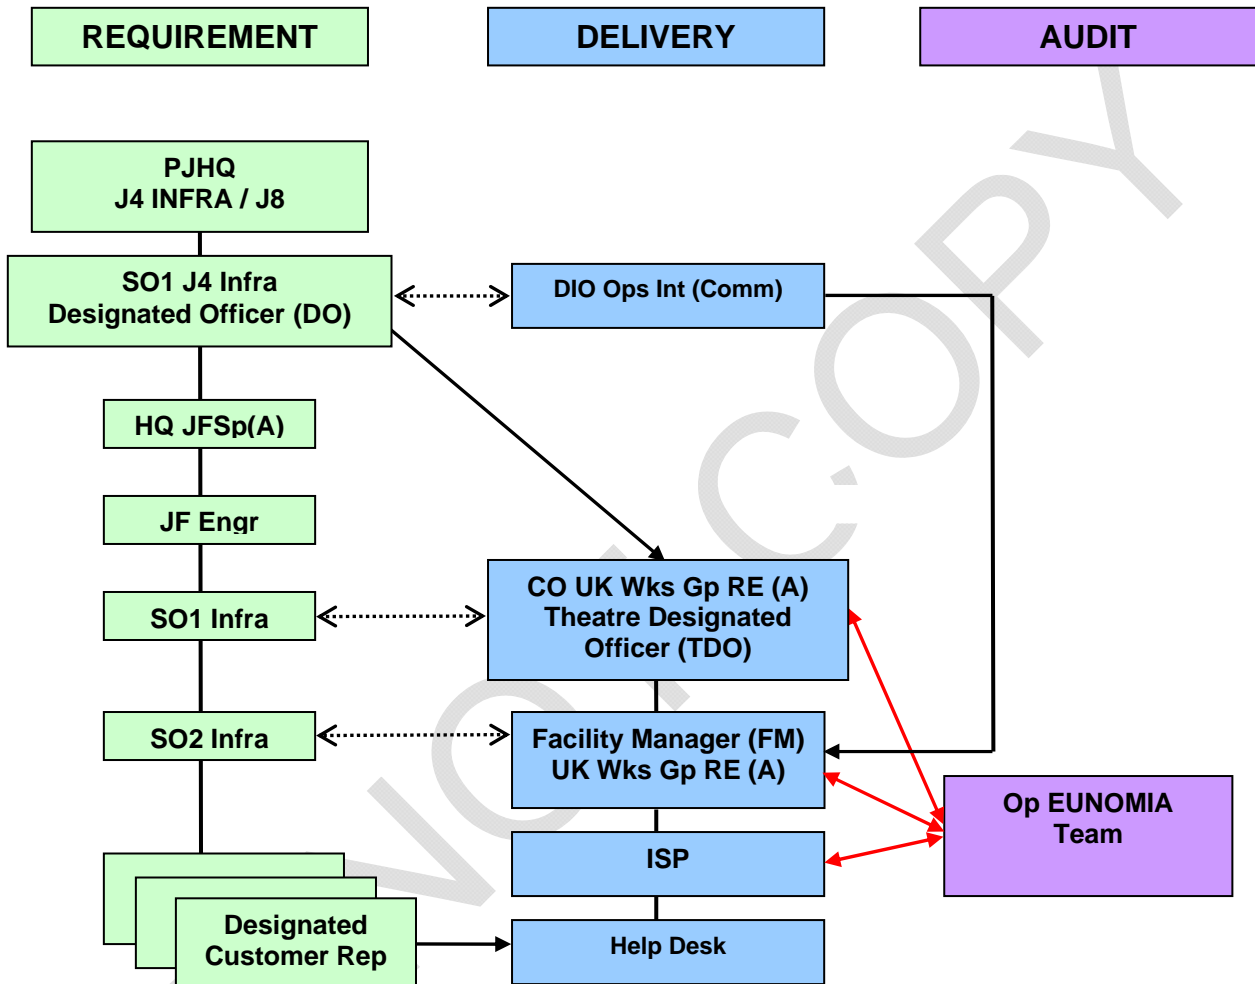 REQUIREMENT
DELIVERY
AUDIT
PJHQ
J4 INFRA / J8
SO1 J4 Infra
Designated Officer (DO)
DIO Ops Int (Comm)
HQ JFSp(A)
JF Engr
SO1 Infra
CO UK Wks Gp RE (A)
Theatre Designated
Officer (TDO)
SO2 Infra
Facility Manager (FM)
UK Wks Gp RE (A)
Op EUNOMIA
Team
ISP
Designated
Customer Rep
Help Desk
COPY